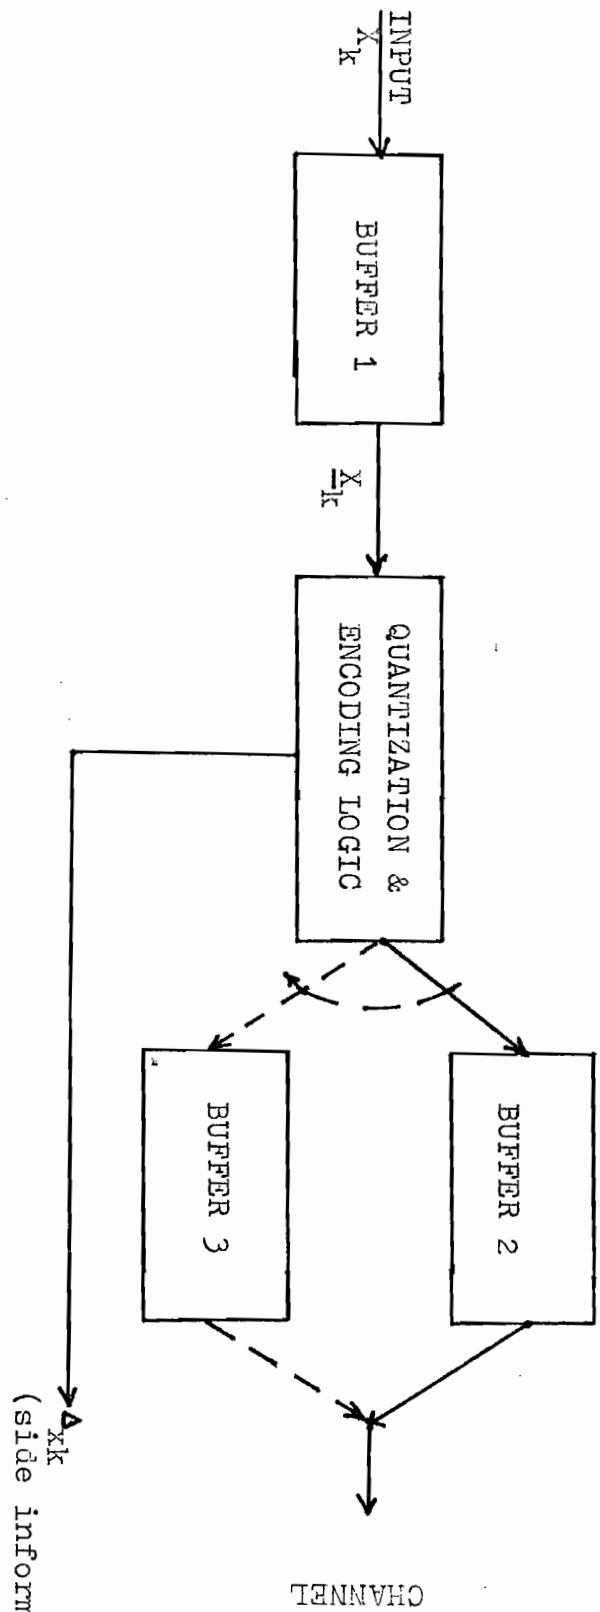 INPUT
X k
BUFFER 1
X k
QUANTIZATION &
ENCODING LOGIC
BUFFER 2
BUFFER 3
CHANNEL
Δ xk
(side inform